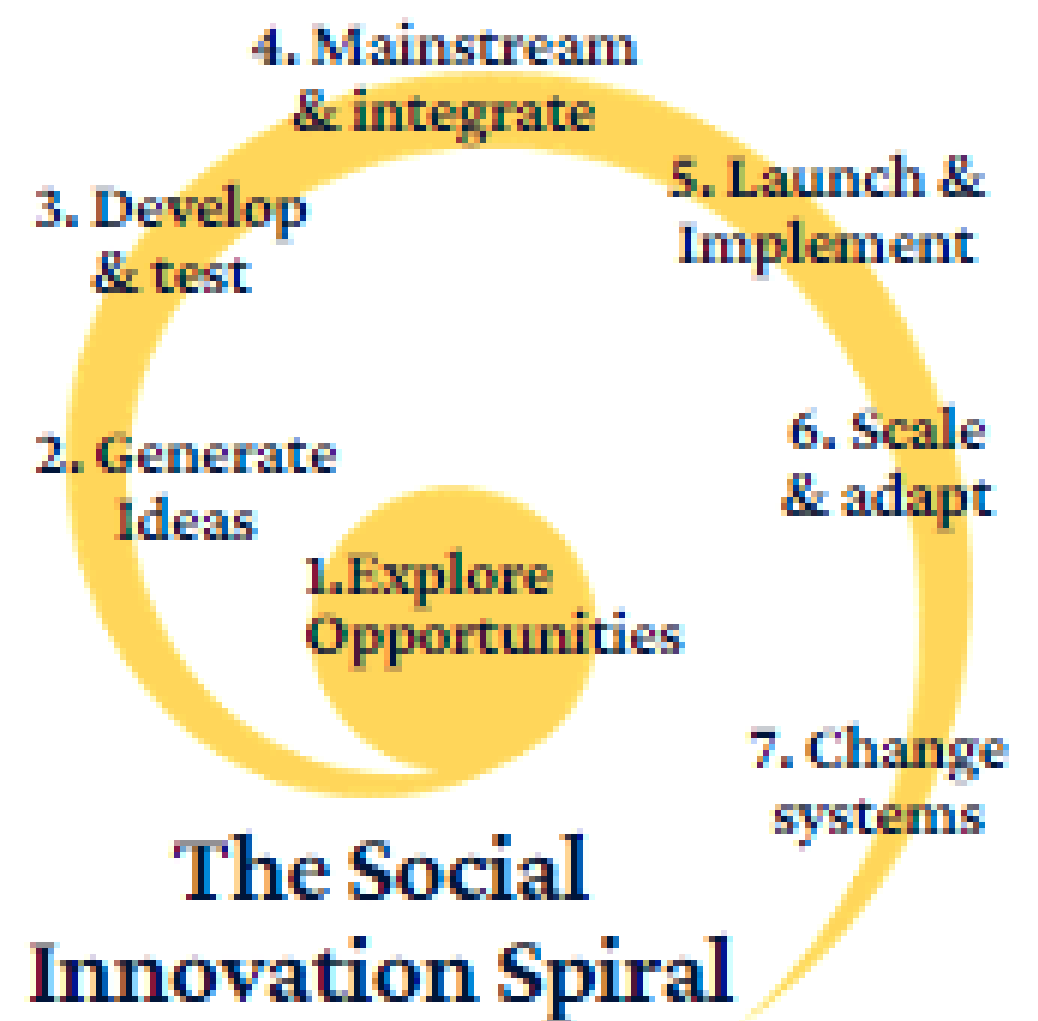 4. Mainstream
& integrate
5. Launch &
Implement
3. Develop
& test
6. Scale
& adapt
2. Generate
Ideas
1.Explore
Opportunities
7. Change
systems
The Social
Innovation Spiral